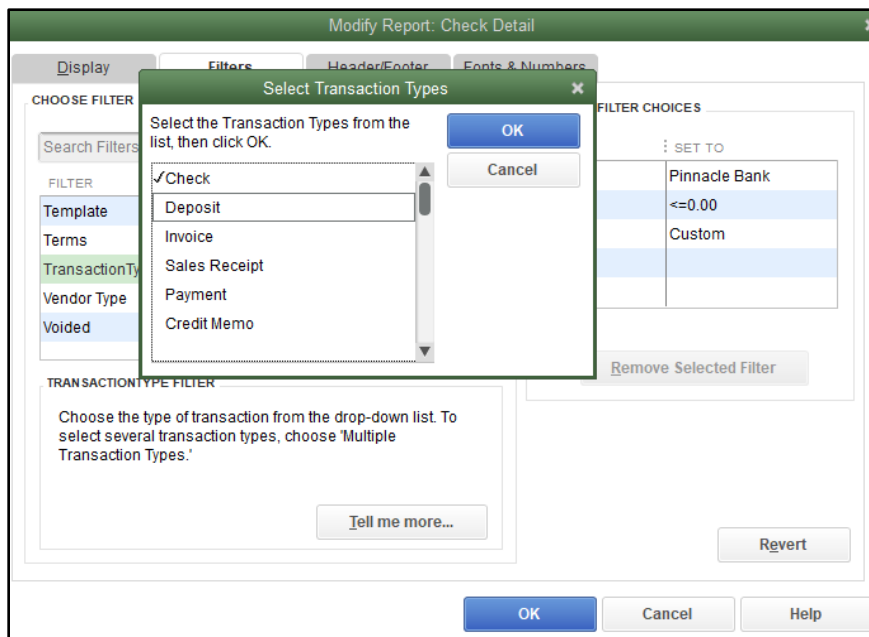 Modify Report: Check Detail
Display
Filters
Header/Footer
Fonts & Numbers
CHOOSE FILTER
Search Filters
FILTER
Template
Terms
TransactionTy
Vendor Type
Voided
Select Transaction Types
Select the Transaction Types from the
list, then click OK.
OK
Cancel
✓Check
Deposit
Invoice
Sales Receipt
Payment
Credit Memo
FILTER CHOICES
SET TO
Pinnacle Bank
<=0.00
Custom
Remove Selected Filter
TRANSACTIONTYPE FILTER
Choose the type of transaction from the drop-down list. To
select several transaction types, choose 'Multiple
Transaction Types.'
Tell me more...
Revert
OK
Cancel
Help